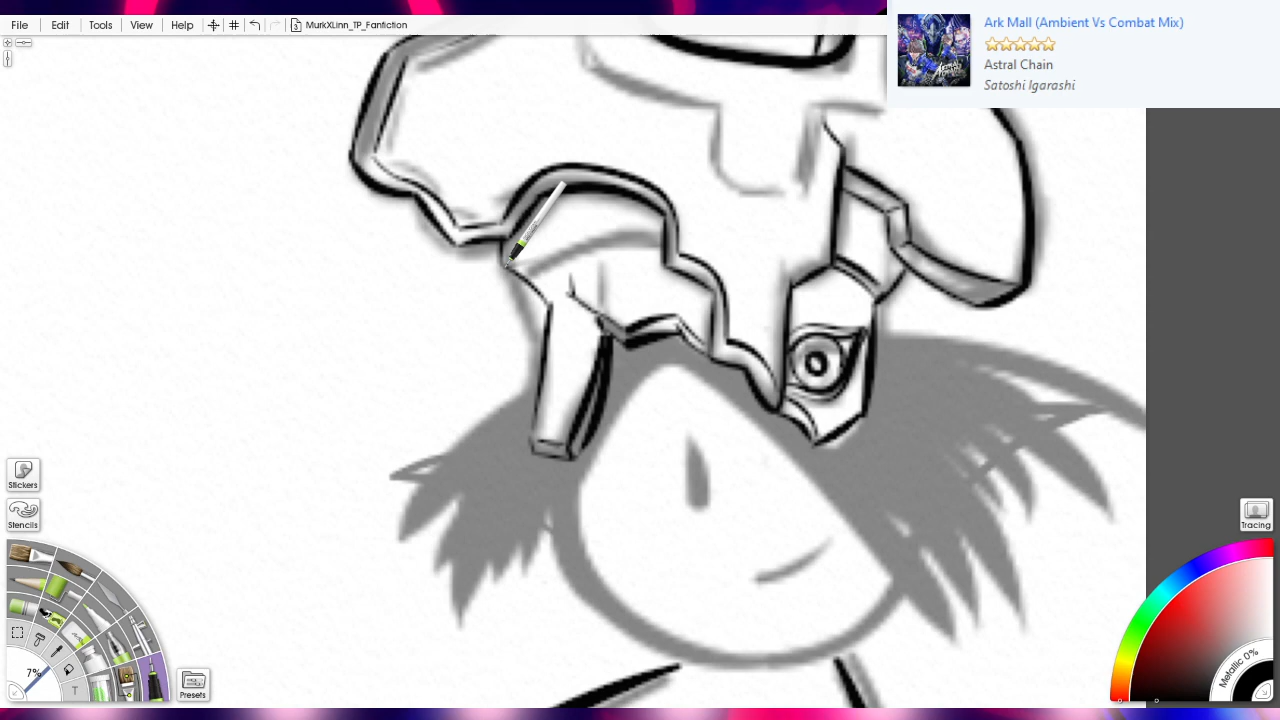 File Edit Tools View Help 3 MurkXLinn_TP_Fanfiction
Ark Mall (Ambient Vs Combat Mix)
Astral Chain
Satoshi Igarashi
Stickers
Stencils
Tracing
7%
T
Presets
Metallic 0%